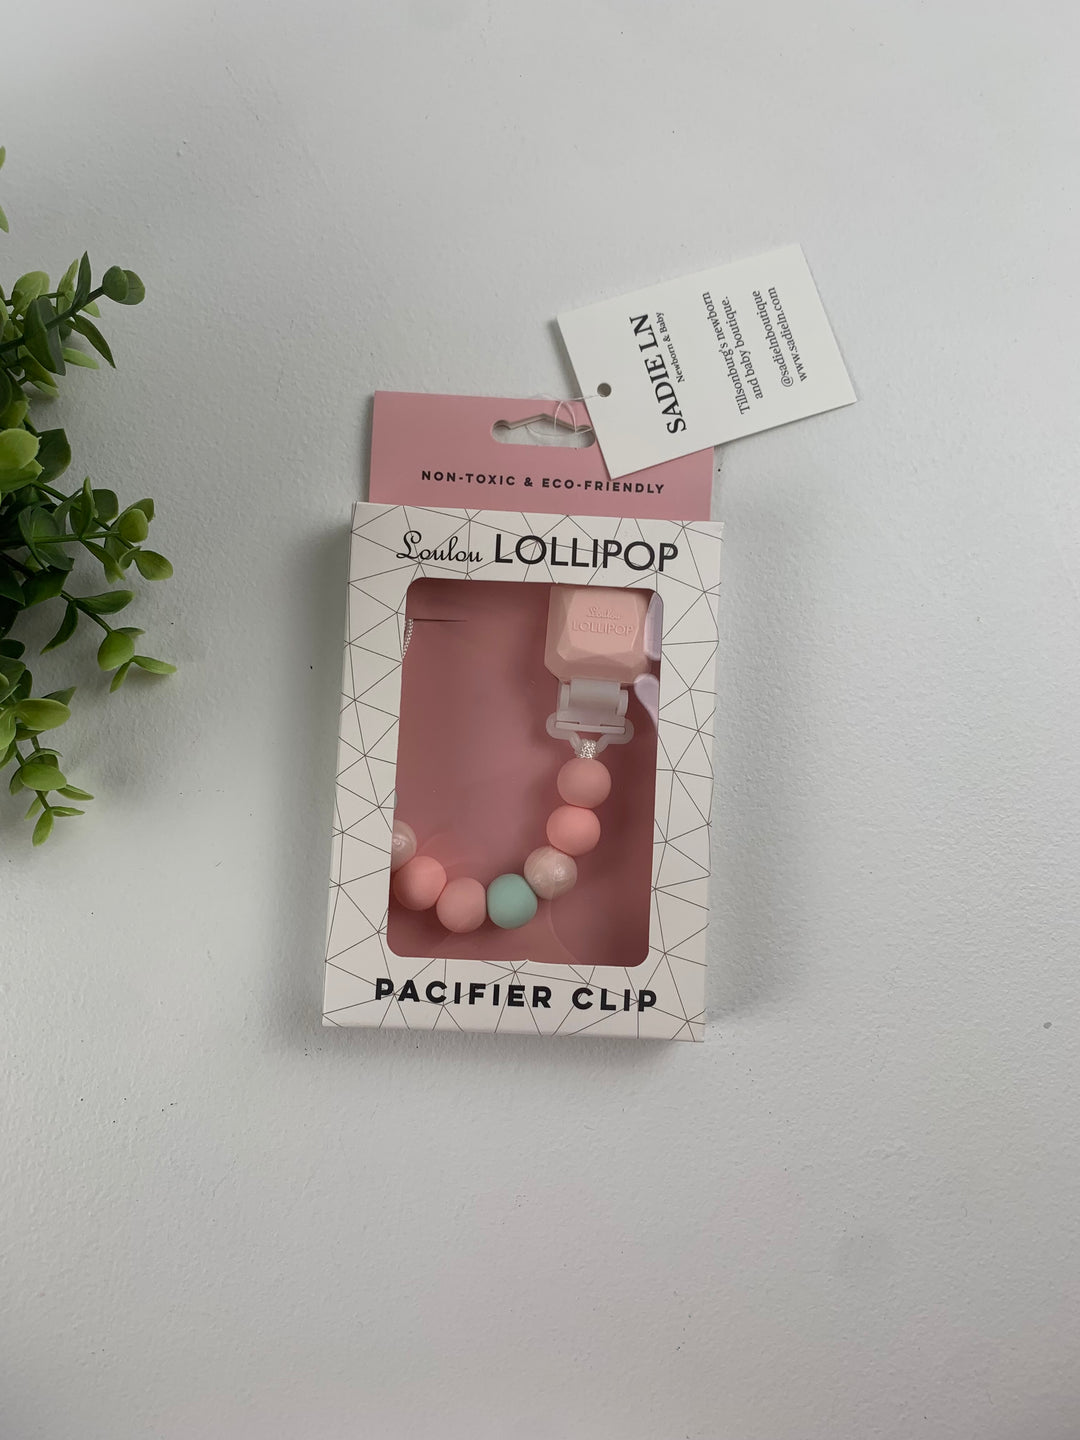 SADIE LN
Newborn & Baby
Tillsonburg's newborn
and baby boutique.
@sadielnboutique
www.sadieln.com
NON-TOXIC & ECO-FRIENDLY
Loulou LOLLIPOP
Loulou
LOLLIPOP
PACIFIER CLIP